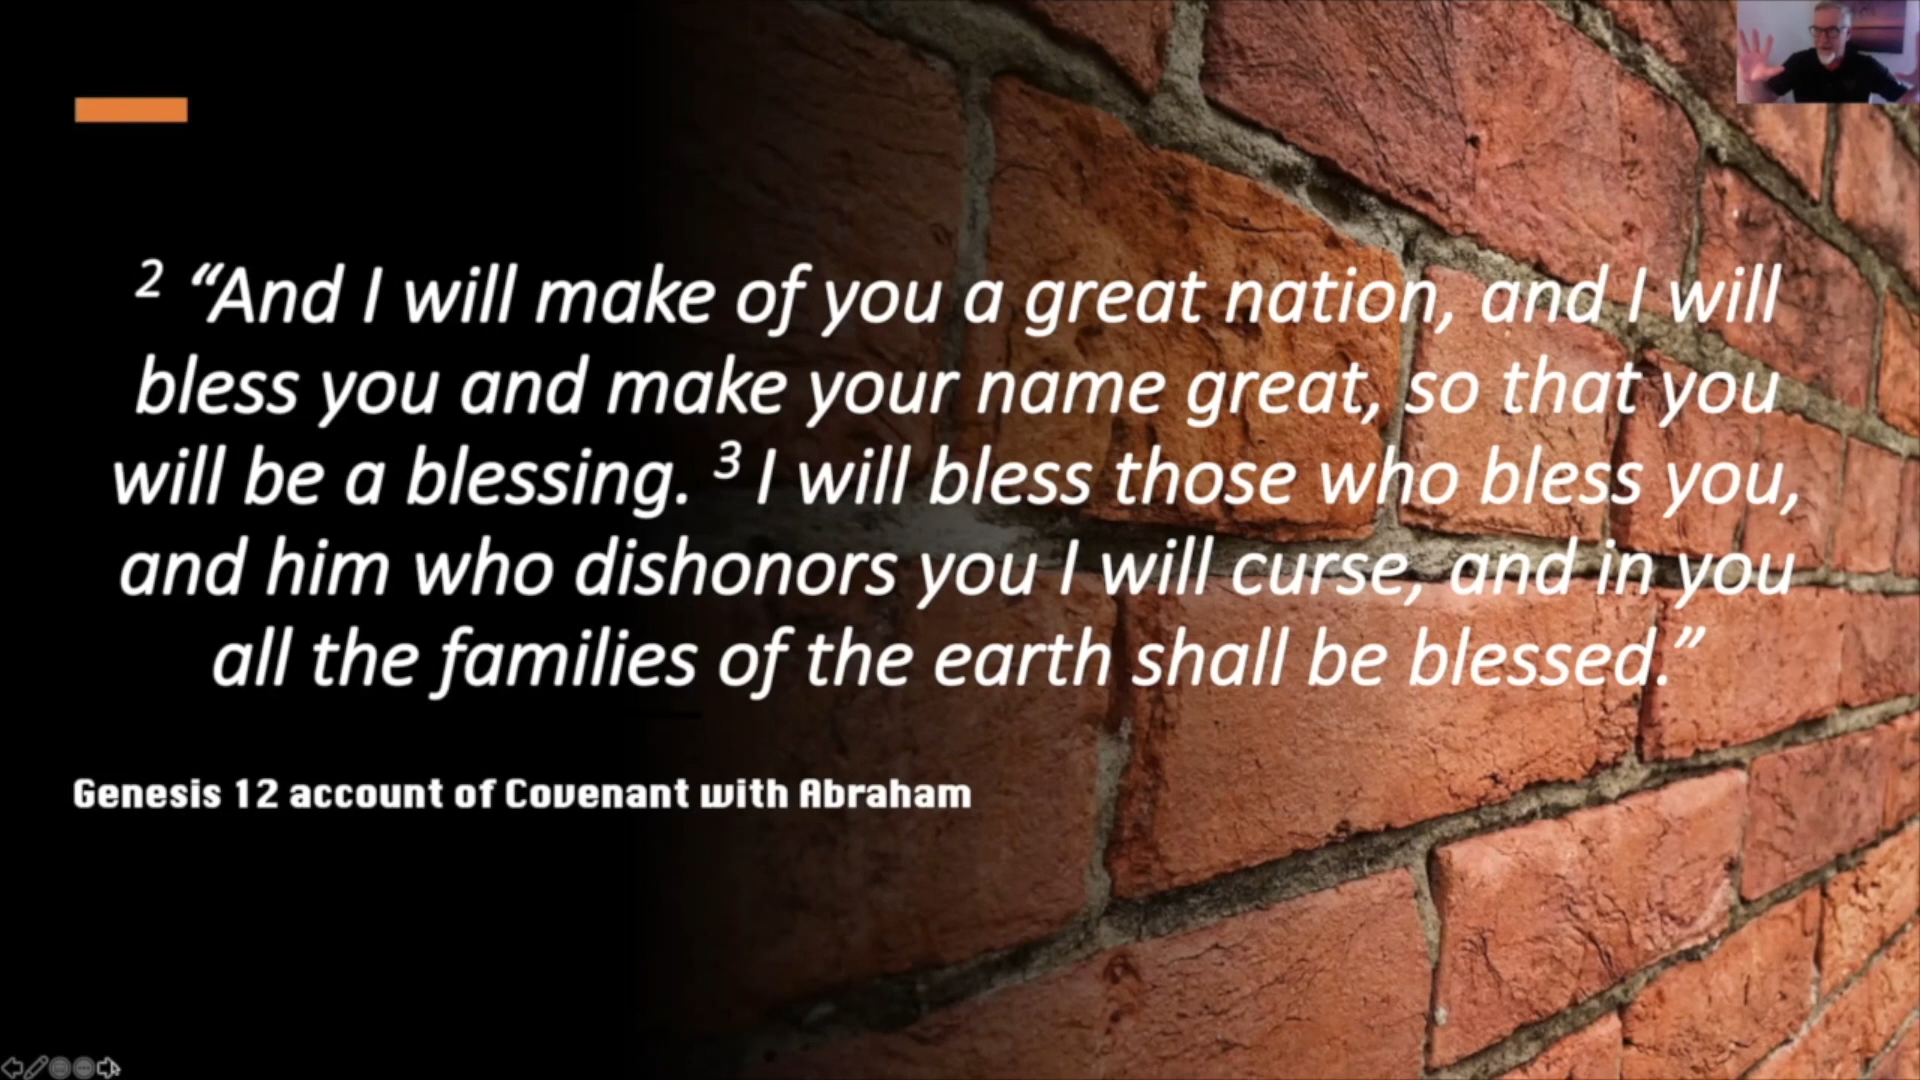 ² “And I will make of you a great nation, and I will
bless you and make your name great, so that you
will be a blessing. ³ I will bless those who bless you,
and him who dishonors you I will curse, and in you
all the families of the earth shall be blessed.”
Genesis 12 account of Covenant with Abraham